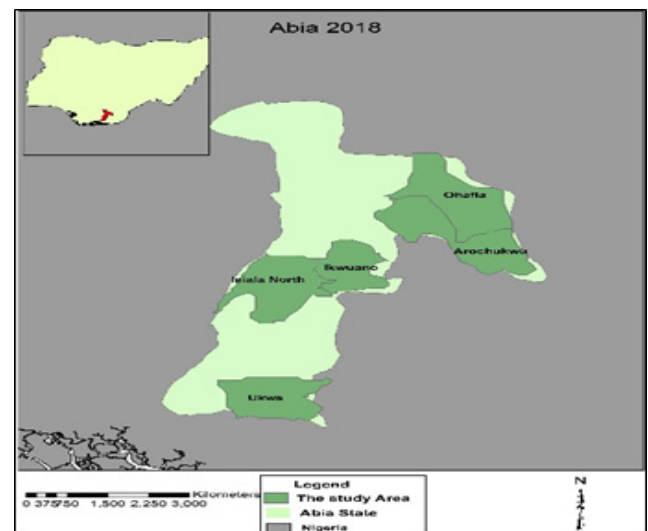 Abia 2018
Ohafia
Arochukwu
Ikwuano
Isiala North
Ukwa
Kilometers
0 375750 1,500 2,250 3,000
Legend
The study Area
Abia State
Nigeria
N